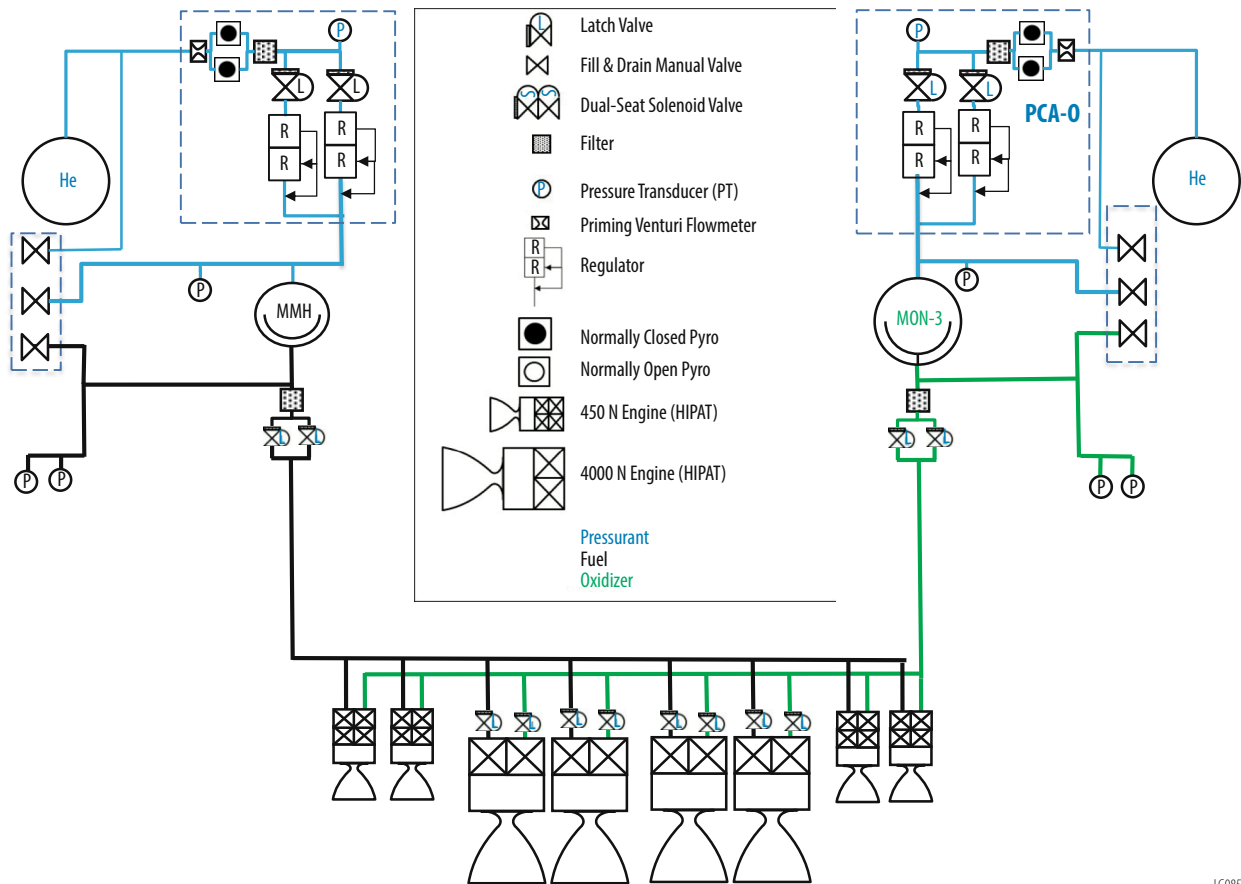 P
L
L
R
R
R
R
He
P
MMH
L
L
P
P
L
Latch Valve
Fill & Drain Manual Valve
S
S
Dual-Seat Solenoid Valve
Filter
P
Pressure Transducer (PT)
Priming Venturi Flowmeter
R
R
Regulator
Normally Closed Pyro
Normally Open Pyro
450 N Engine (HIPAT)
4000 N Engine (HIPAT)
Pressurant
Fuel
Oxidizer
P
L
L
PCA-O
R
R
R
R
He
P
MON-3
L
L
P
P
L
L
L
L
L
L
L
L